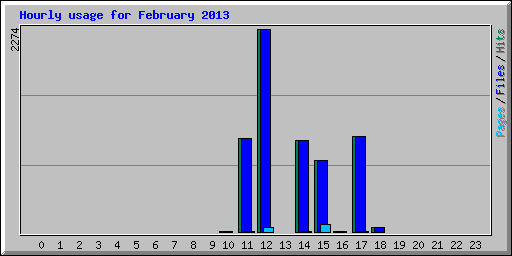 Hourly usage for February 2013
2274
Pages/Files/Hits
0 1 2 3 4 5 6 7 8 9 10 11 12 13 14 15 16 17 18 19 20 21 22 23